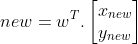 new = w^T . [x_new
y_new]